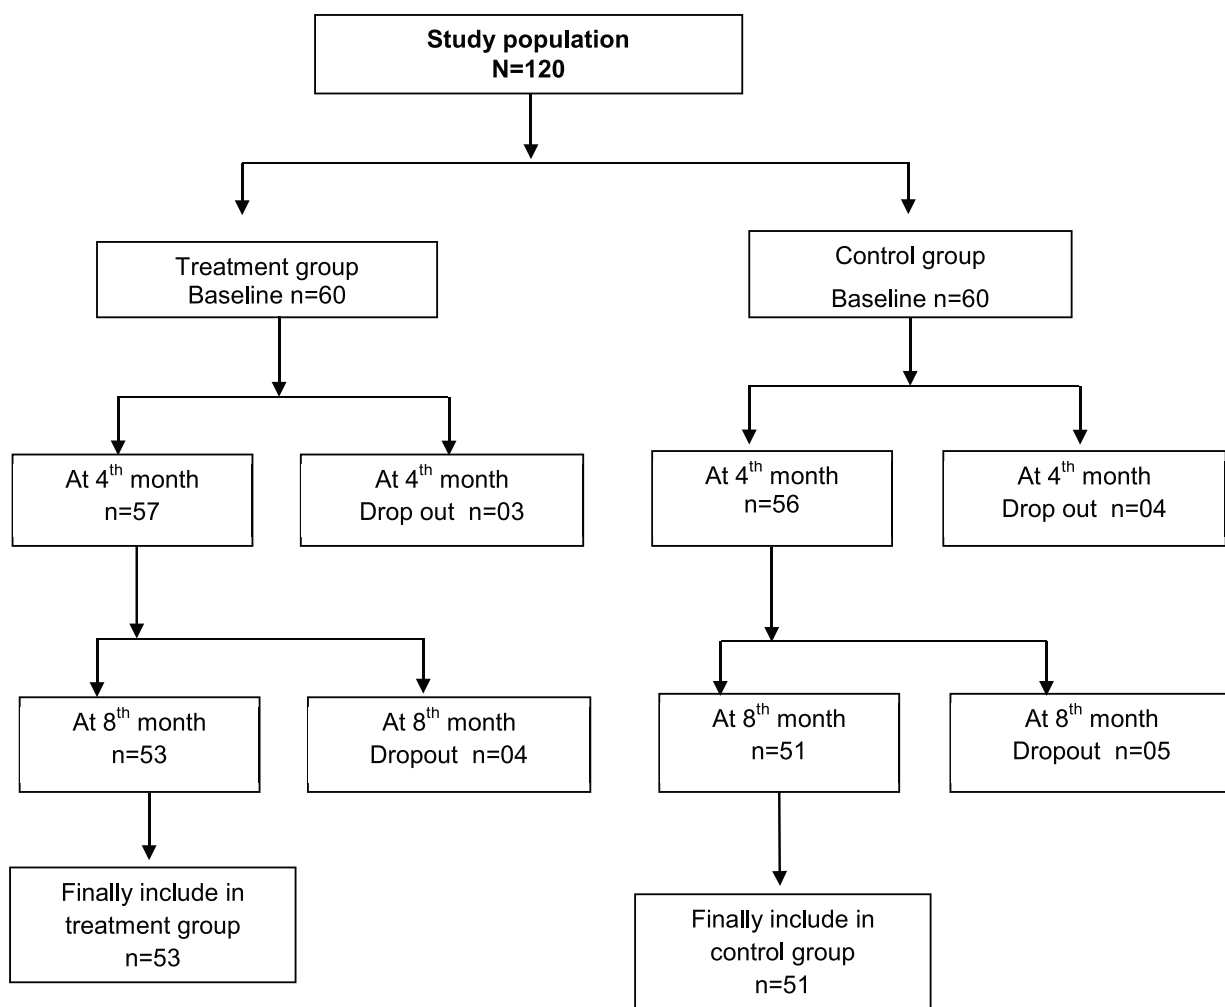 Study population
N=120
Treatment group
Baseline n=60
Control group
Baseline n=60
At 4th month
n=57
At 4th month
Drop out n=03
At 4th month
n=56
At 4th month
Drop out n=04
At 8th month
n=53
At 8th month
Dropout n=04
At 8th month
n=51
At 8th month
Dropout n=05
Finally include in
treatment group
n=53
Finally include in
control group
n=51